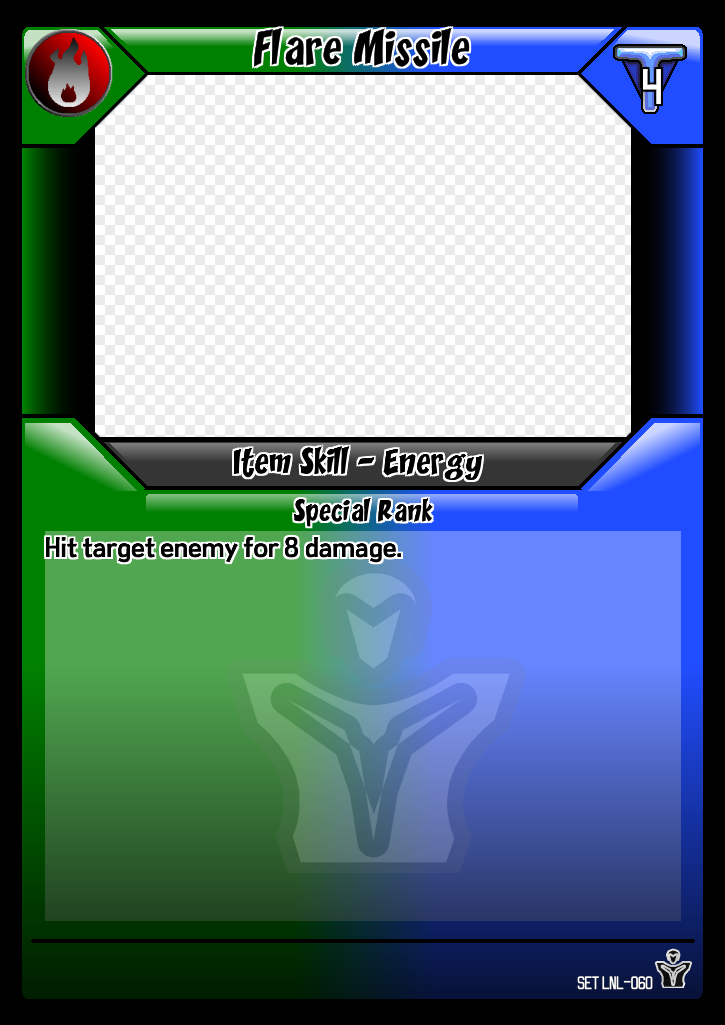 Flare Missile
4
Item Skill - Energy
Special Rank
Hit target enemy for 8 damage.
SET LNL-060